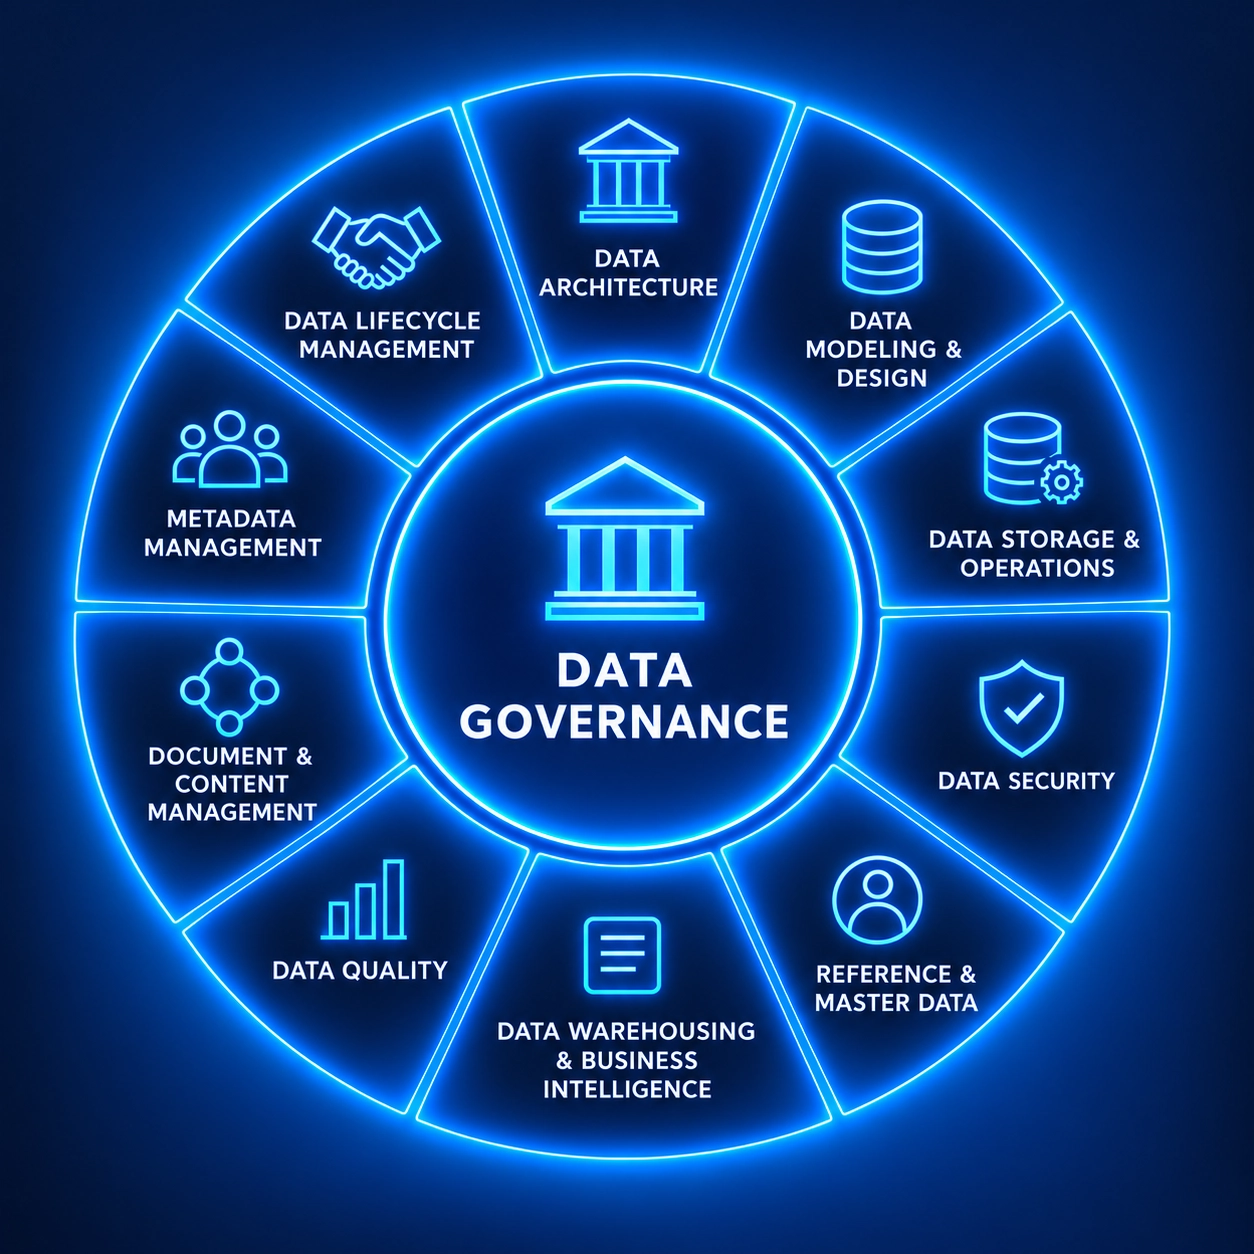 DATA
ARCHITECTURE
DATA
MODELING &
DESIGN
DATA STORAGE &
OPERATIONS
DATA SECURITY
REFERENCE &
MASTER DATA
DATA WAREHOUSING
& BUSINESS
INTELLIGENCE
DATA QUALITY
DOCUMENT &
CONTENT
MANAGEMENT
METADATA
MANAGEMENT
DATA LIFECYCLE
MANAGEMENT
DATA
GOVERNANCE